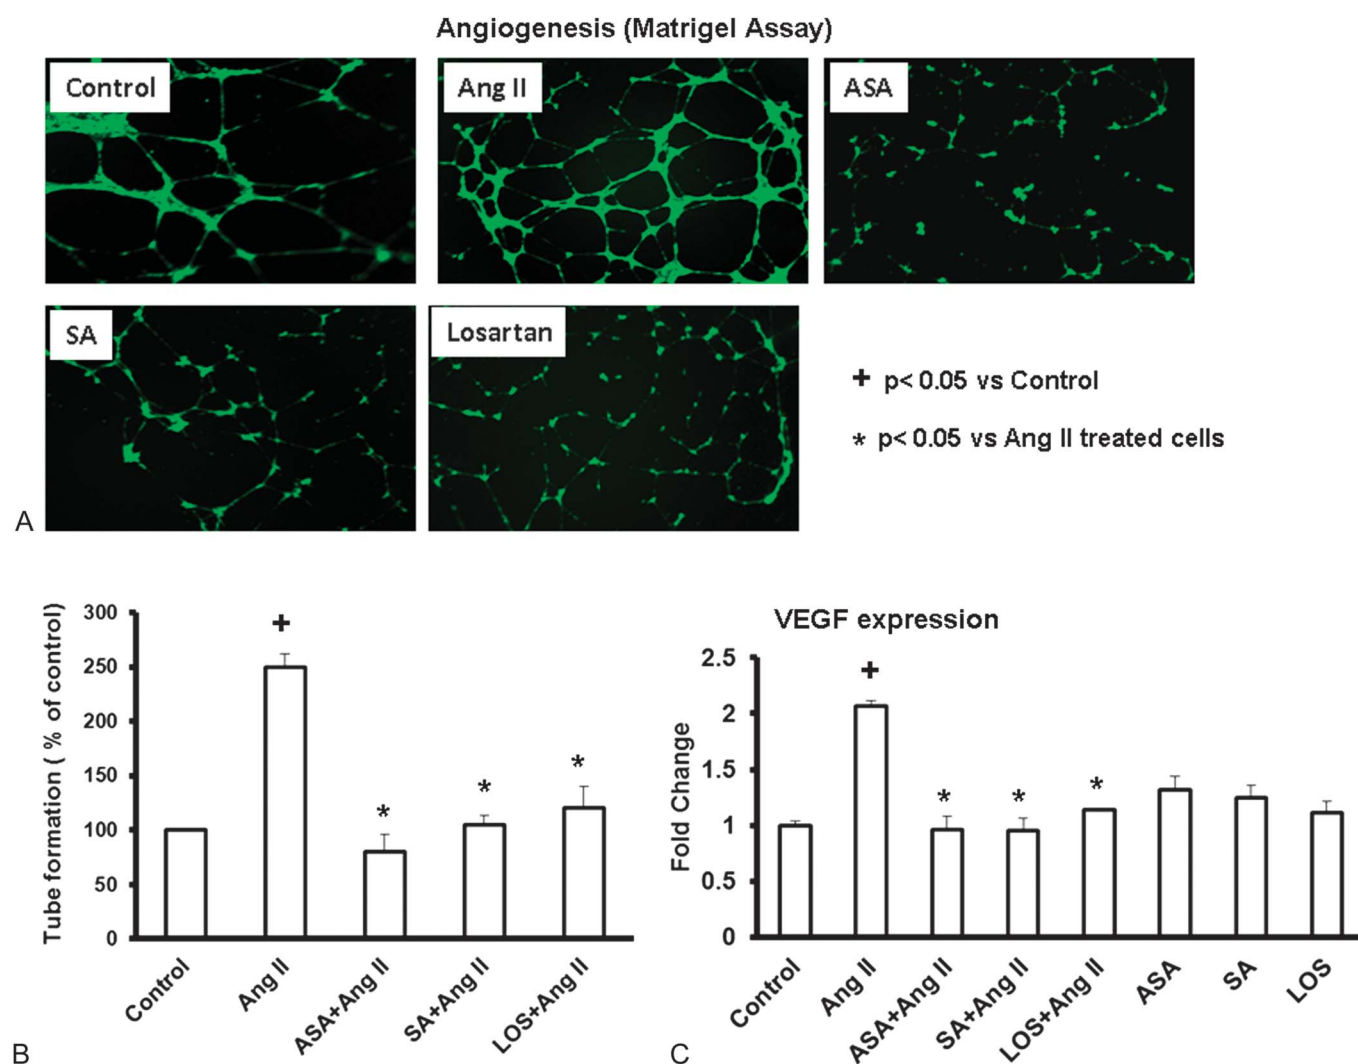 Angiogenesis (Matrigel Assay)
Control
Ang II
ASA
SA
Losartan
+ p< 0.05 vs Control
* p< 0.05 vs Ang II treated cells
A
Tube formation ( % of control)
300
250
200
150
100
50
0
+
*
*
*
Control
Ang II
ASA+Ang II
SA+Ang II
LOS+Ang II
B
VEGF expression
Fold Change
2.5
2
1.5
1
0.5
0
+
*
*
*
Control
Ang II
ASA+Ang II
SA+Ang II
LOS+Ang II
ASA
SA
LOS
C